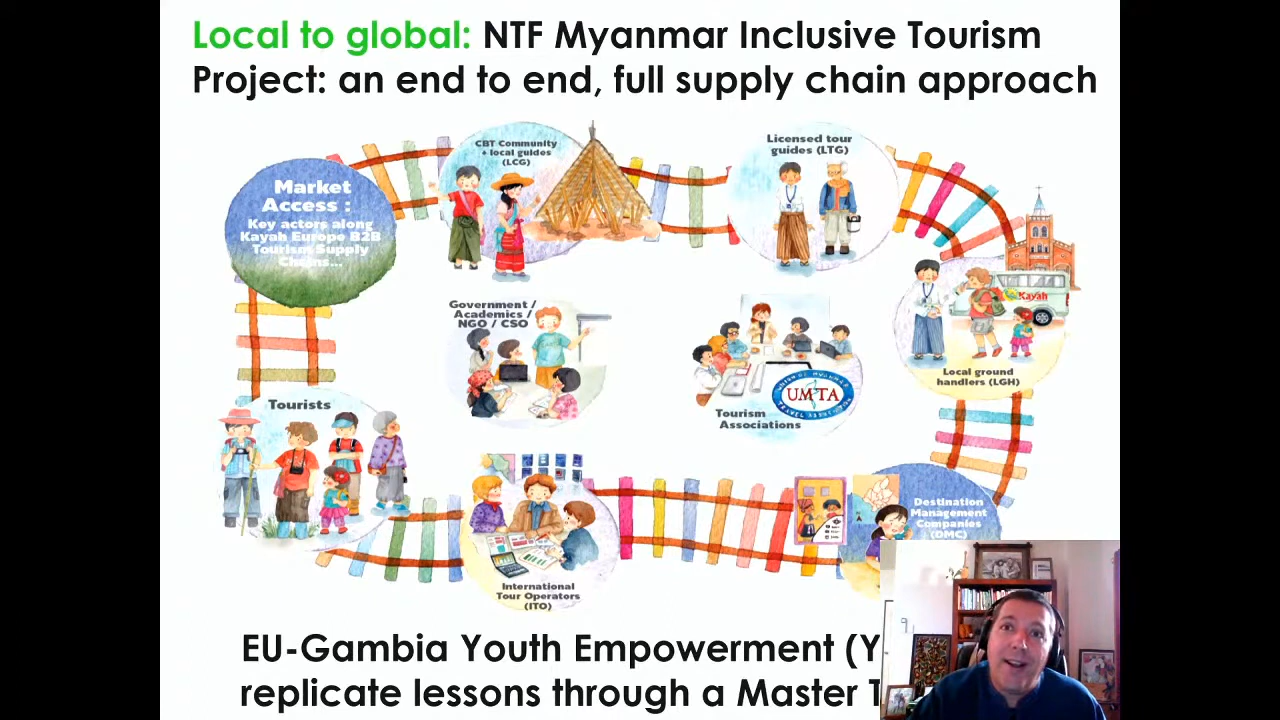 Local to global: NTF Myanmar Inclusive Tourism
Project: an end to end, full supply chain approach
Market
Access :
Key actors along
Kayah Europe B2B
Tourism Supply
Chains...
CBT Community
+ local guides
(LCG)
Licensed tour
guides (LTG)
Kayah
Local ground
handlers (LGH)
Government /
Academics /
NGO / CSO
UMTA
Tourism
Associations
Tourists
International
Tour Operators
(ITO)
Destination
Management
Companies
(DMC)
EU-Gambia Youth Empowerment (Y
replicate lessons through a Master